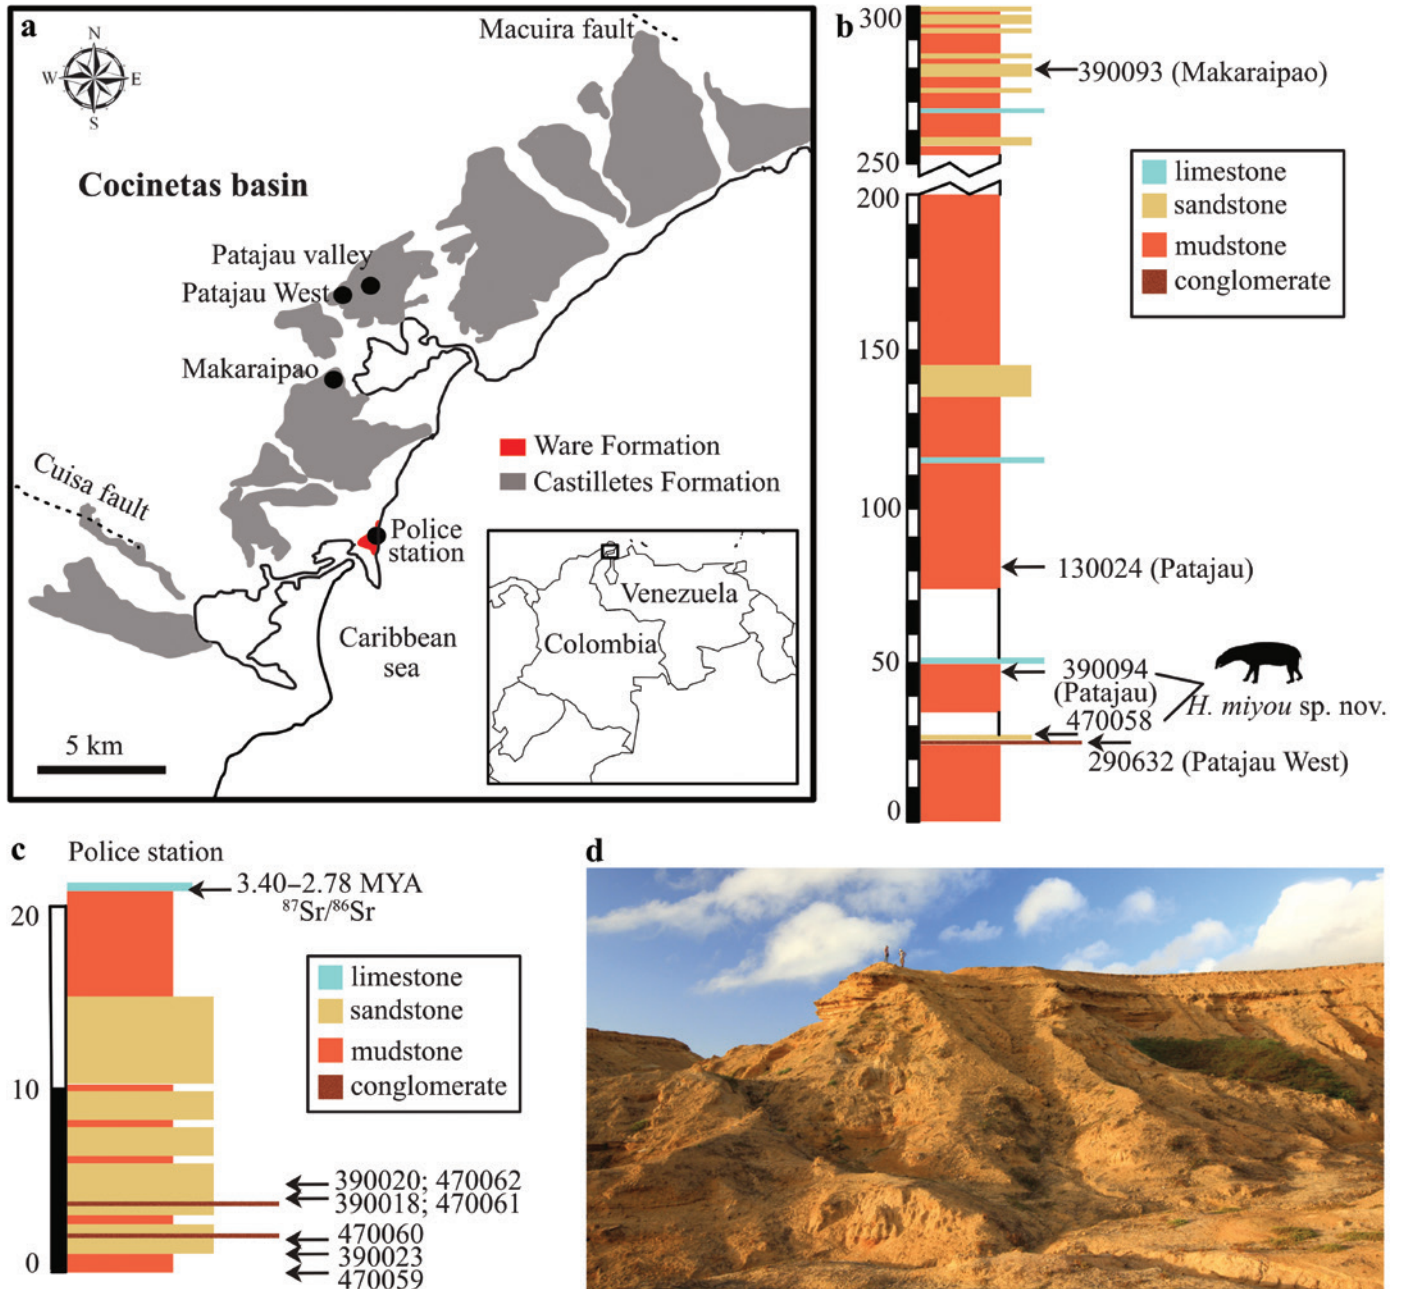 a
N
W
E
S
Macuira fault
Cocinetas basin
Patajau valley
Patajau West
Makaraipao
Ware Formation
Castilletes Formation
Cuisa fault
Police
station
Caribbean
sea
Venezuela
Colombia
5 km
b
300
390093 (Makaraipao)
250
200
limestone
sandstone
mudstone
conglomerate
150
100
130024 (Patajau)
50
390094
(Patajau)
470058
H. miyou sp. nov.
290632 (Patajau West)
0
c
Police station
3.40–2.78 MYA
⁸⁷Sr/⁸⁶Sr
20
limestone
sandstone
mudstone
conglomerate
10
390020; 470062
390018; 470061
470060
390023
470059
0
d